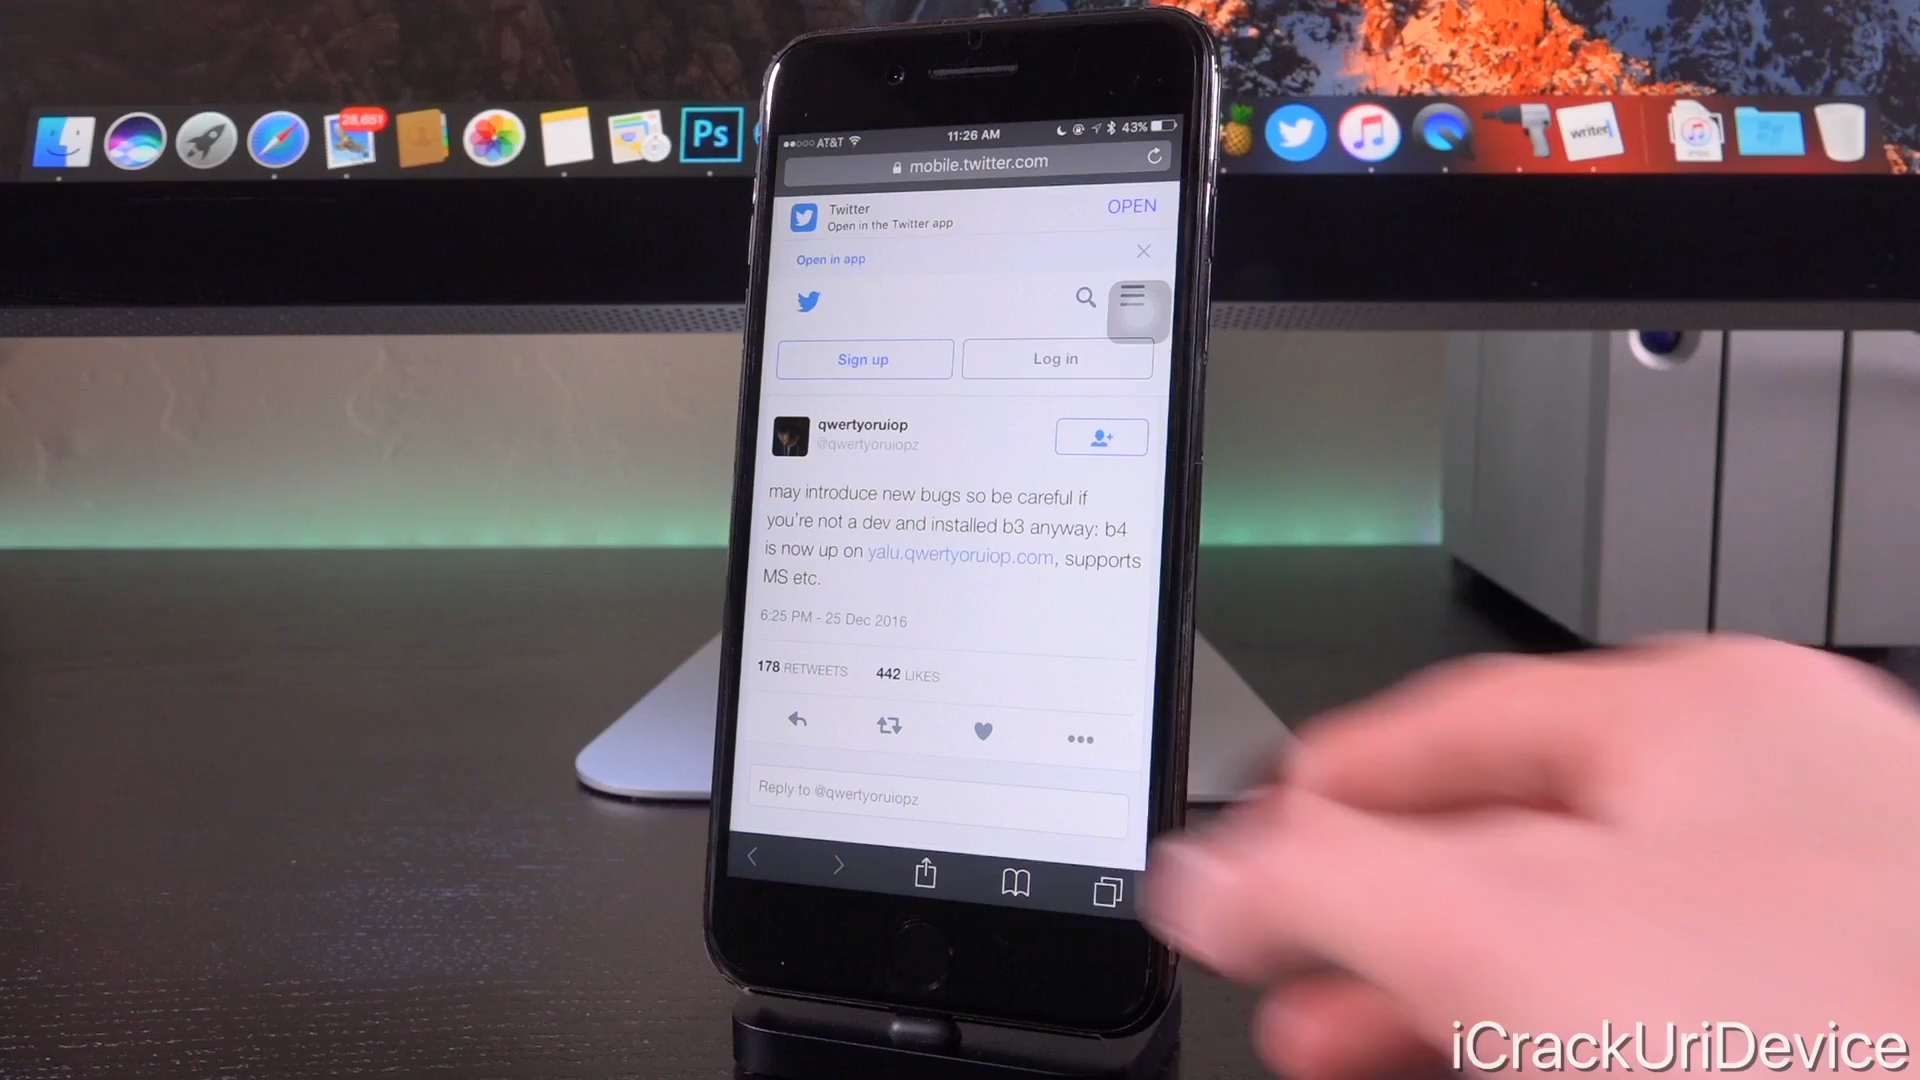 28,651
Ps
writer
AT&T
11:26 AM
43%
mobile.twitter.com
Twitter
Open in the Twitter app
OPEN
Open in app
Sign up
Log in
qwertyoruiop
@qwertyoruiopz
may introduce new bugs so be careful if
you're not a dev and installed b3 anyway: b4
is now up on yalu.qwertyoruiop.com, supports
MS etc.
6:25 PM - 25 Dec 2016
178 RETWEETS
442 LIKES
Reply to @qwertyoruiopz
iCrackUriDevice